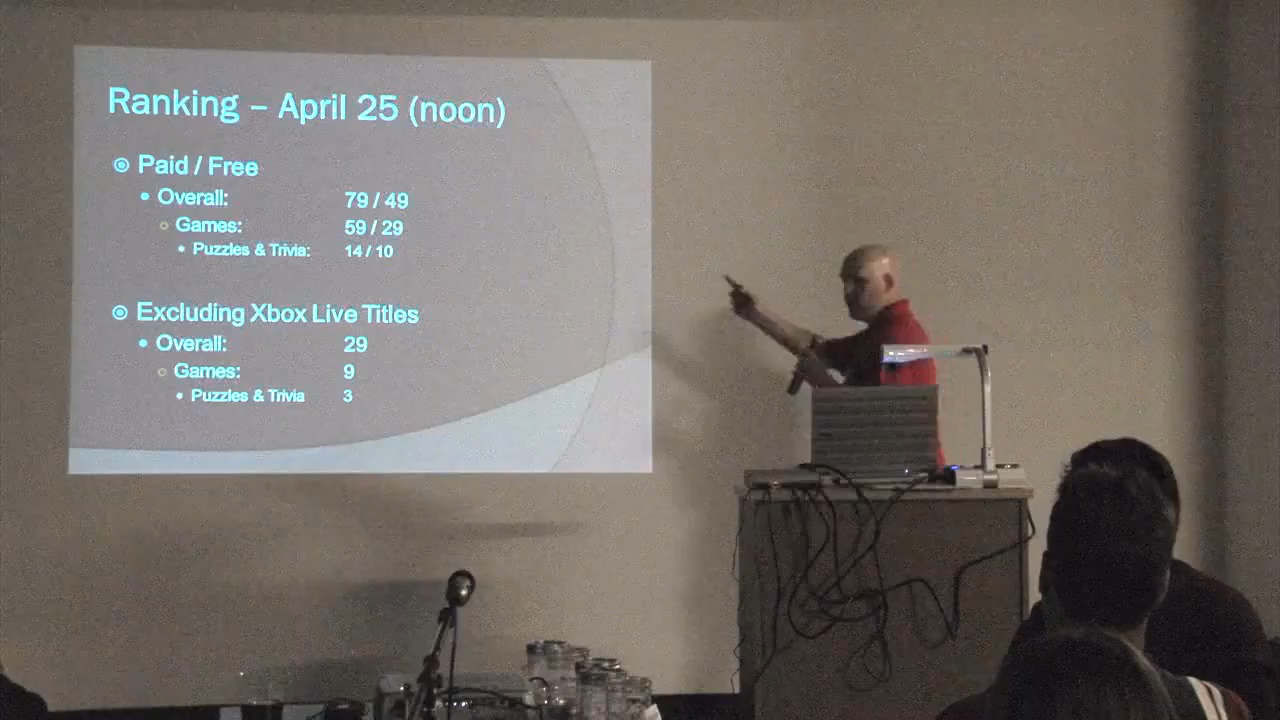 Ranking – April 25 (noon)
Paid / Free
Overall: 79 / 49
Games: 59 / 29
Puzzles & Trivia: 14 / 10
Excluding Xbox Live Titles
Overall: 29
Games: 9
Puzzles & Trivia 3